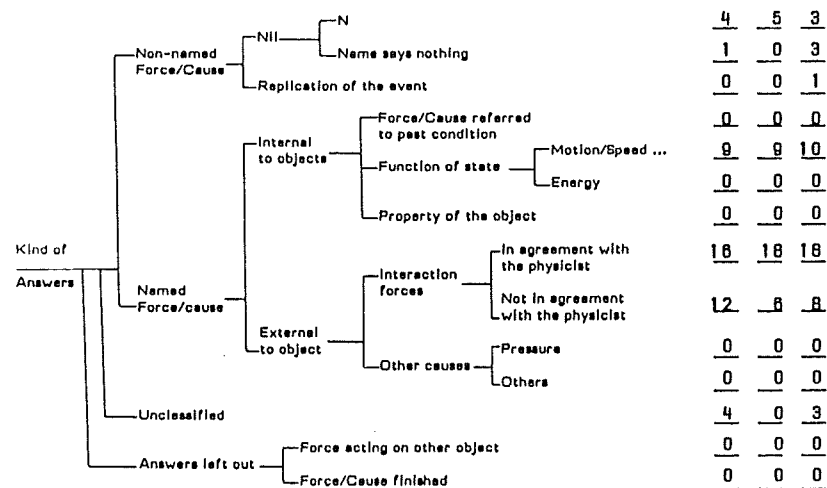 N 4 5 3
Nil
Name says nothing 1 0 3
Non-named
Force/Cause
Replication of the event 0 0 1
Force/Cause referred
to past condition 0 0 0
Internal
to objects
Motion/Speed ... 9 9 10
Function of state
Energy 0 0 0
Property of the object 0 0 0
Kind of
Answers
In agreement with
the physicist 18 18 18
Interaction
forces
Named
Force/cause
Not in agreement
with the physicist 12 6 8
External
to object
Pressure 0 0 0
Other causes
Others 0 0 0
Unclassified 4 0 3
Force acting on other object 0 0 0
Answers left out
Force/Cause finished 0 0 0